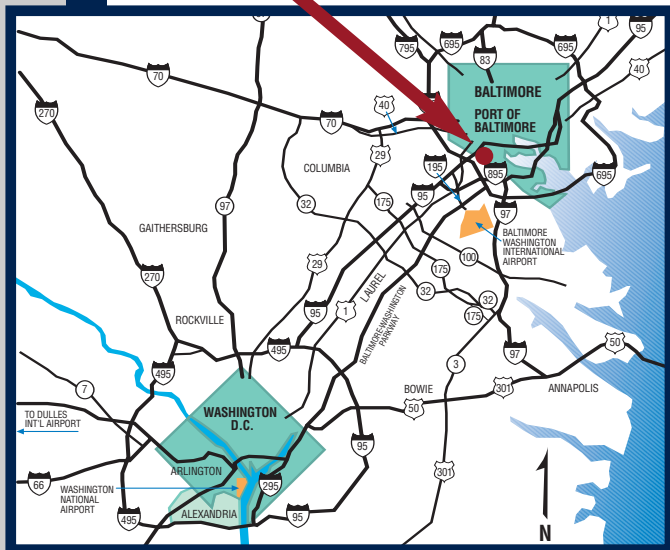 1
95
795
695
83
695
70
40
270
BALTIMORE
PORT OF
BALTIMORE
40
70
29
COLUMBIA
195
895
695
95
175
32
97
97
GAITHERSBURG
BALTIMORE
WASHINGTON
INTERNATIONAL
AIRPORT
100
29
175
270
LAUREL
32
32
95
1
BALTIMORE-WASHINGTON
PARKWAY
175
ROCKVILLE
495
97
50
495
3
7
BOWIE
301
ANNAPOLIS
50
TO DULLES
INT'L AIRPORT
WASHINGTON
D.C.
95
ARLINGTON
301
66
WASHINGTON
NATIONAL
AIRPORT
295
ALEXANDRIA
495
95
N